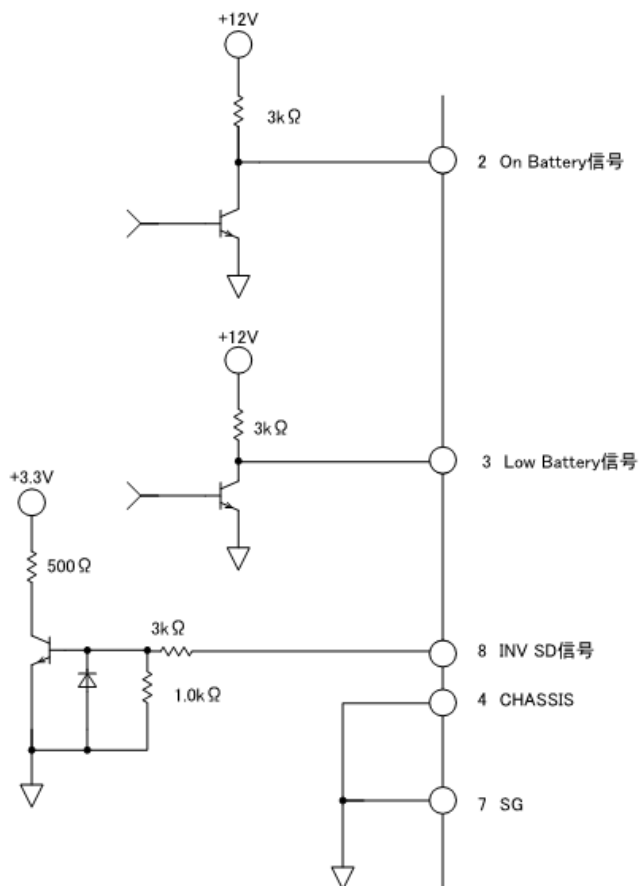 +12V
3kΩ
2 On Battery信号
+12V
3kΩ
3 Low Battery信号
+3.3V
500Ω
3kΩ
8 INV SD信号
1.0kΩ
4 CHASSIS
7 SG